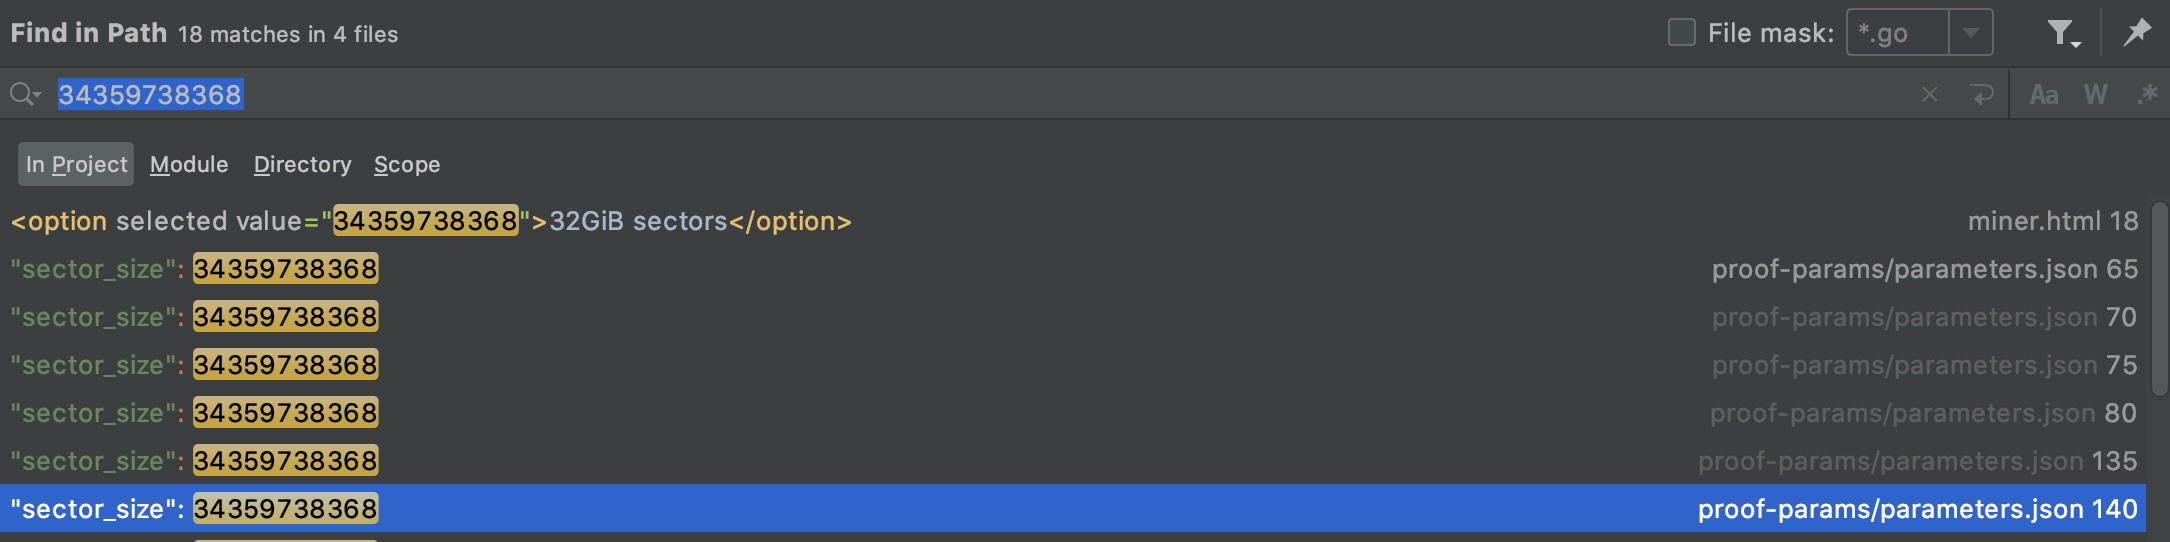 Find in Path 18 matches in 4 files File mask: *.go
34359738368 Aa W .*
In Project Module Directory Scope
<option selected value="34359738368">32GiB sectors</option> miner.html 18
"sector_size": 34359738368 proof-params/parameters.json 65
"sector_size": 34359738368 proof-params/parameters.json 70
"sector_size": 34359738368 proof-params/parameters.json 75
"sector_size": 34359738368 proof-params/parameters.json 80
"sector_size": 34359738368 proof-params/parameters.json 135
"sector_size": 34359738368 proof-params/parameters.json 140